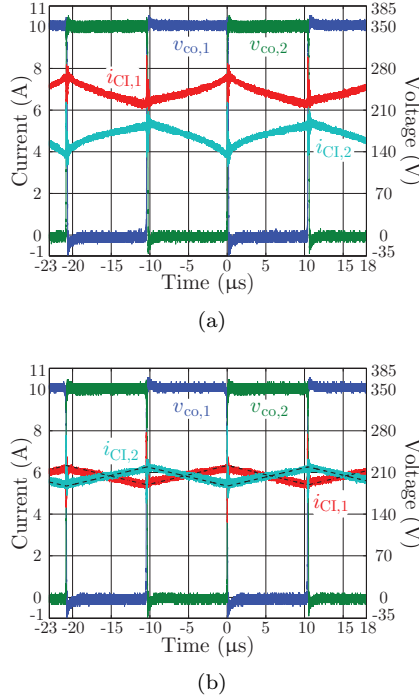 11 385
10 350
8 280
6 210
4 140
2 70
0 0
-1 -35
v_co,1 v_co,2
i_CI,1
i_CI,2
Current (A)
Voltage (V)
-23 -20 -15 -10 -5 0 5 10 15 18
Time (µs)
(a)
11 385
10 350
8 280
6 210
4 140
2 70
0 0
-1 -35
v_co,1 v_co,2
i_CI,2
i_CI,1
Current (A)
Voltage (V)
-23 -20 -15 -10 -5 0 5 10 15 18
Time (µs)
(b)